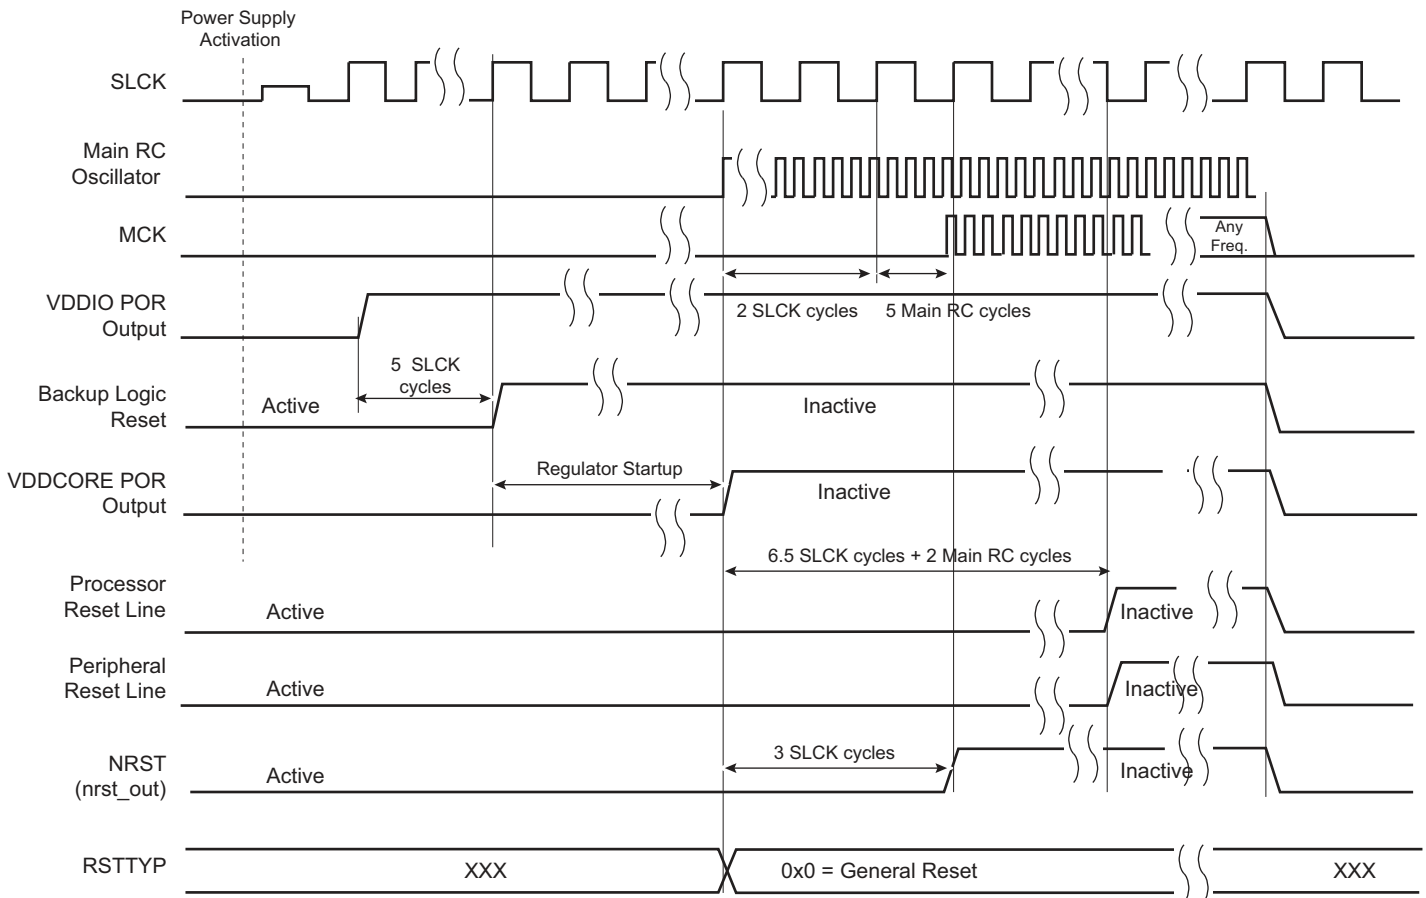 Power Supply
Activation
SLCK
Main RC
Oscillator
MCK
Any
Freq.
VDDIO POR
Output
2 SLCK cycles
5 Main RC cycles
5 SLCK
cycles
Backup Logic
Reset
Active
Inactive
VDDCORE POR
Output
Regulator Startup
Inactive
6.5 SLCK cycles + 2 Main RC cycles
Processor
Reset Line
Active
Inactive
Peripheral
Reset Line
Active
Inactive
NRST
(nrst_out)
Active
3 SLCK cycles
Inactive
RSTTYP
XXX
0x0 = General Reset
XXX